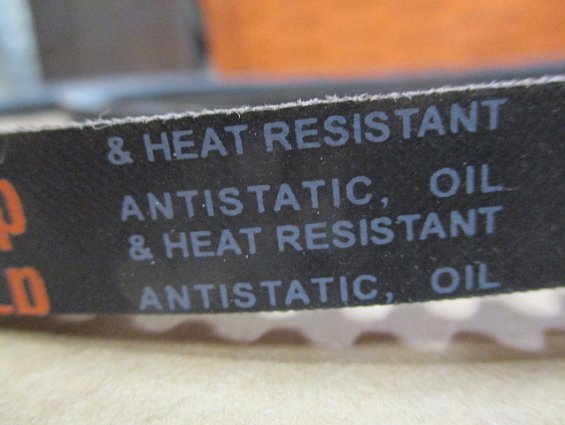 & HEAT RESISTANT
ANTISTATIC, OIL
& HEAT RESISTANT
ANTISTATIC, OIL